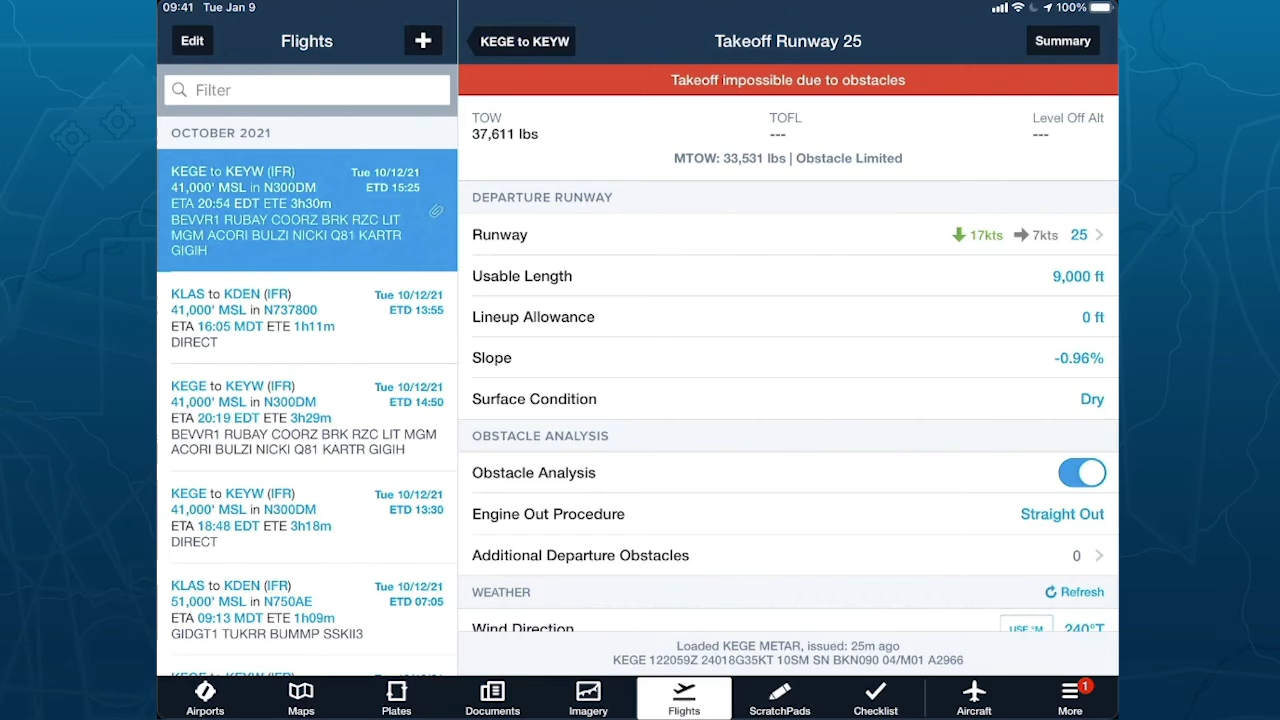 09:41 Tue Jan 9
100%
Edit
Flights
+
KEGE to KEYW
Takeoff Runway 25
Summary
Filter
Takeoff impossible due to obstacles
OCTOBER 2021
TOW
37,611 lbs
TOFL
---
Level Off Alt
---
MTOW: 33,531 lbs | Obstacle Limited
KEGE to KEYW (IFR) Tue 10/12/21
41,000' MSL in N300DM ETD 15:25
ETA 20:54 EDT ETE 3h30m
BEVVR1 RUBAY COORZ BRK RZC LIT
MGM ACORI BULZI NICKI Q81 KARTR
GIGIH
KLAS to KDEN (IFR) Tue 10/12/21
41,000' MSL in N737800 ETD 13:55
ETA 16:05 MDT ETE 1h11m
DIRECT
KEGE to KEYW (IFR) Tue 10/12/21
41,000' MSL in N300DM ETD 14:50
ETA 20:19 EDT ETE 3h29m
BEVVR1 RUBAY COORZ BRK RZC LIT MGM
ACORI BULZI NICKI Q81 KARTR GIGIH
KEGE to KEYW (IFR) Tue 10/12/21
41,000' MSL in N300DM ETD 13:30
ETA 18:48 EDT ETE 3h18m
DIRECT
KLAS to KDEN (IFR) Tue 10/12/21
51,000' MSL in N750AE ETD 07:05
ETA 09:13 MDT ETE 1h09m
GIDGT1 TUKRR BUMMP SSKII3
DEPARTURE RUNWAY
Runway 17kts 7kts 25
Usable Length 9,000 ft
Lineup Allowance 0 ft
Slope -0.96%
Surface Condition Dry
OBSTACLE ANALYSIS
Obstacle Analysis
Engine Out Procedure Straight Out
Additional Departure Obstacles 0
WEATHER Refresh
Wind Direction USE °M 240°T
Loaded KEGE METAR, issued: 25m ago
KEGE 122059Z 24018G35KT 10SM SN BKN090 04/M01 A2966
Airports
Maps
Plates
Documents
Imagery
Flights
ScratchPads
Checklist
Aircraft
1
More